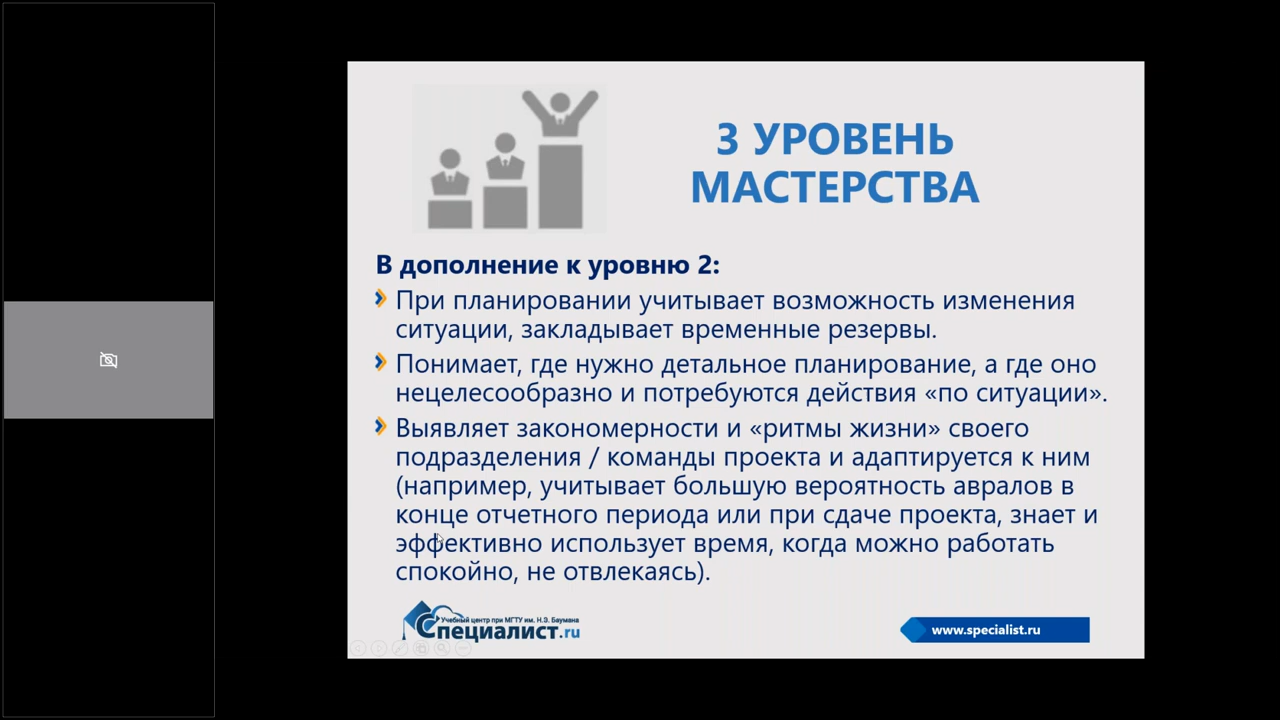 3 УРОВЕНЬ
МАСТЕРСТВА
В дополнение к уровню 2:
При планировании учитывает возможность изменения
ситуации, закладывает временные резервы.
Понимает, где нужно детальное планирование, а где оно
нецелесообразно и потребуются действия «по ситуации».
Выявляет закономерности и «ритмы жизни» своего
подразделения / команды проекта и адаптируется к ним
(например, учитывает большую вероятность авралов в
конце отчетного периода или при сдаче проекта, знает и
эффективно использует время, когда можно работать
спокойно, не отвлекаясь).
Учебный центр при МГТУ им. Н.Э. Баумана
Специалист.ru
www.specialist.ru